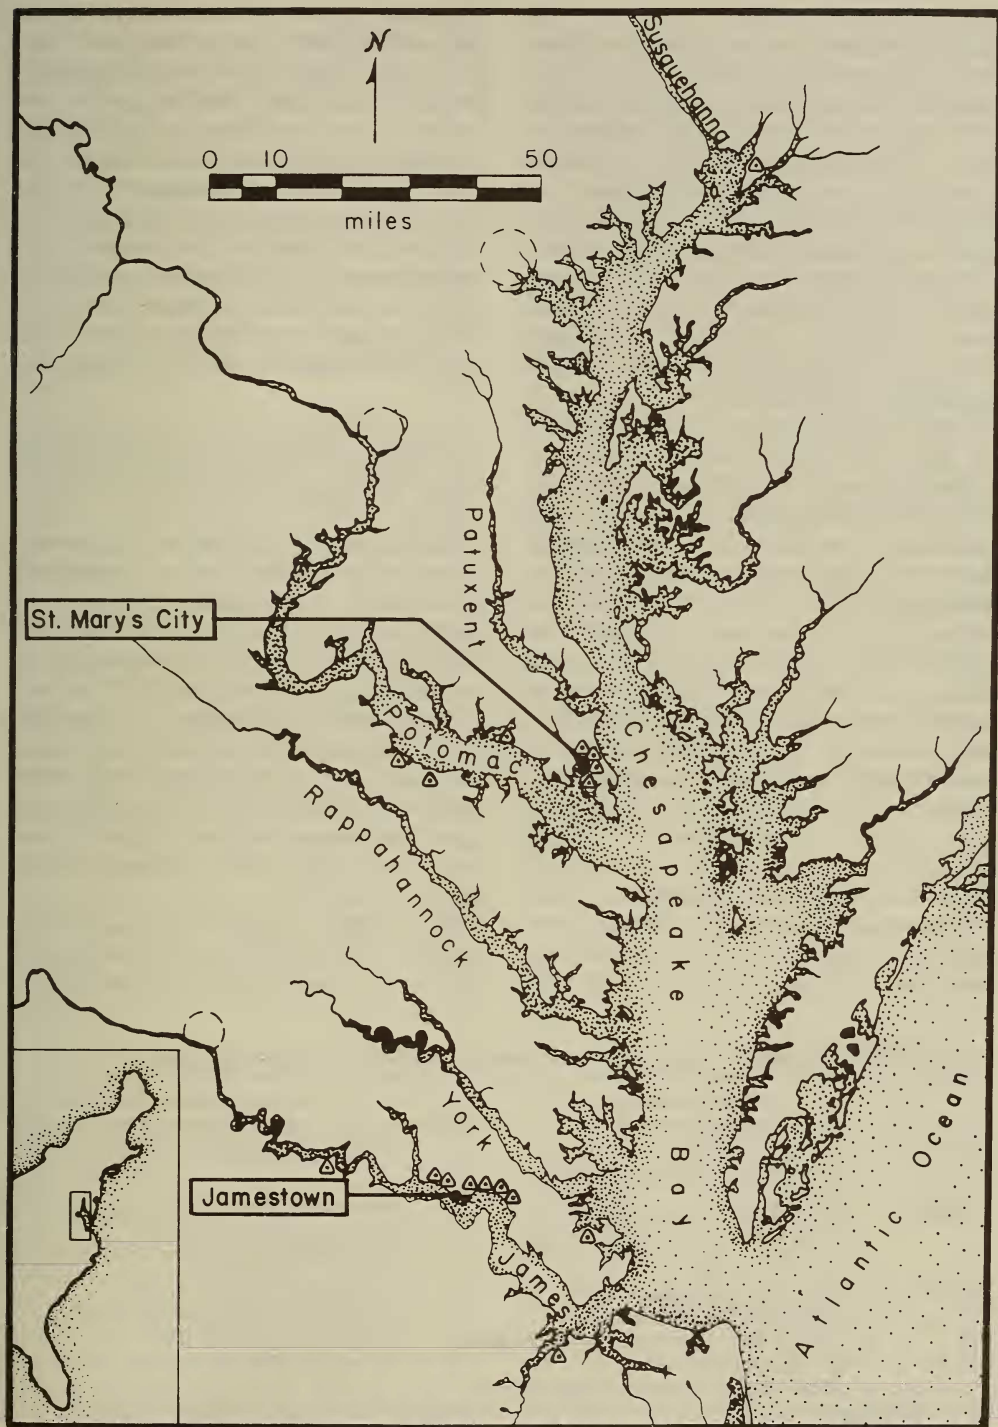 Susquehanna
N
0 10 50
miles
Patuxent
St. Mary's City
Potomac
Chesapeake Bay
Rappahannock
York
Jamestown
James
Atlantic Ocean